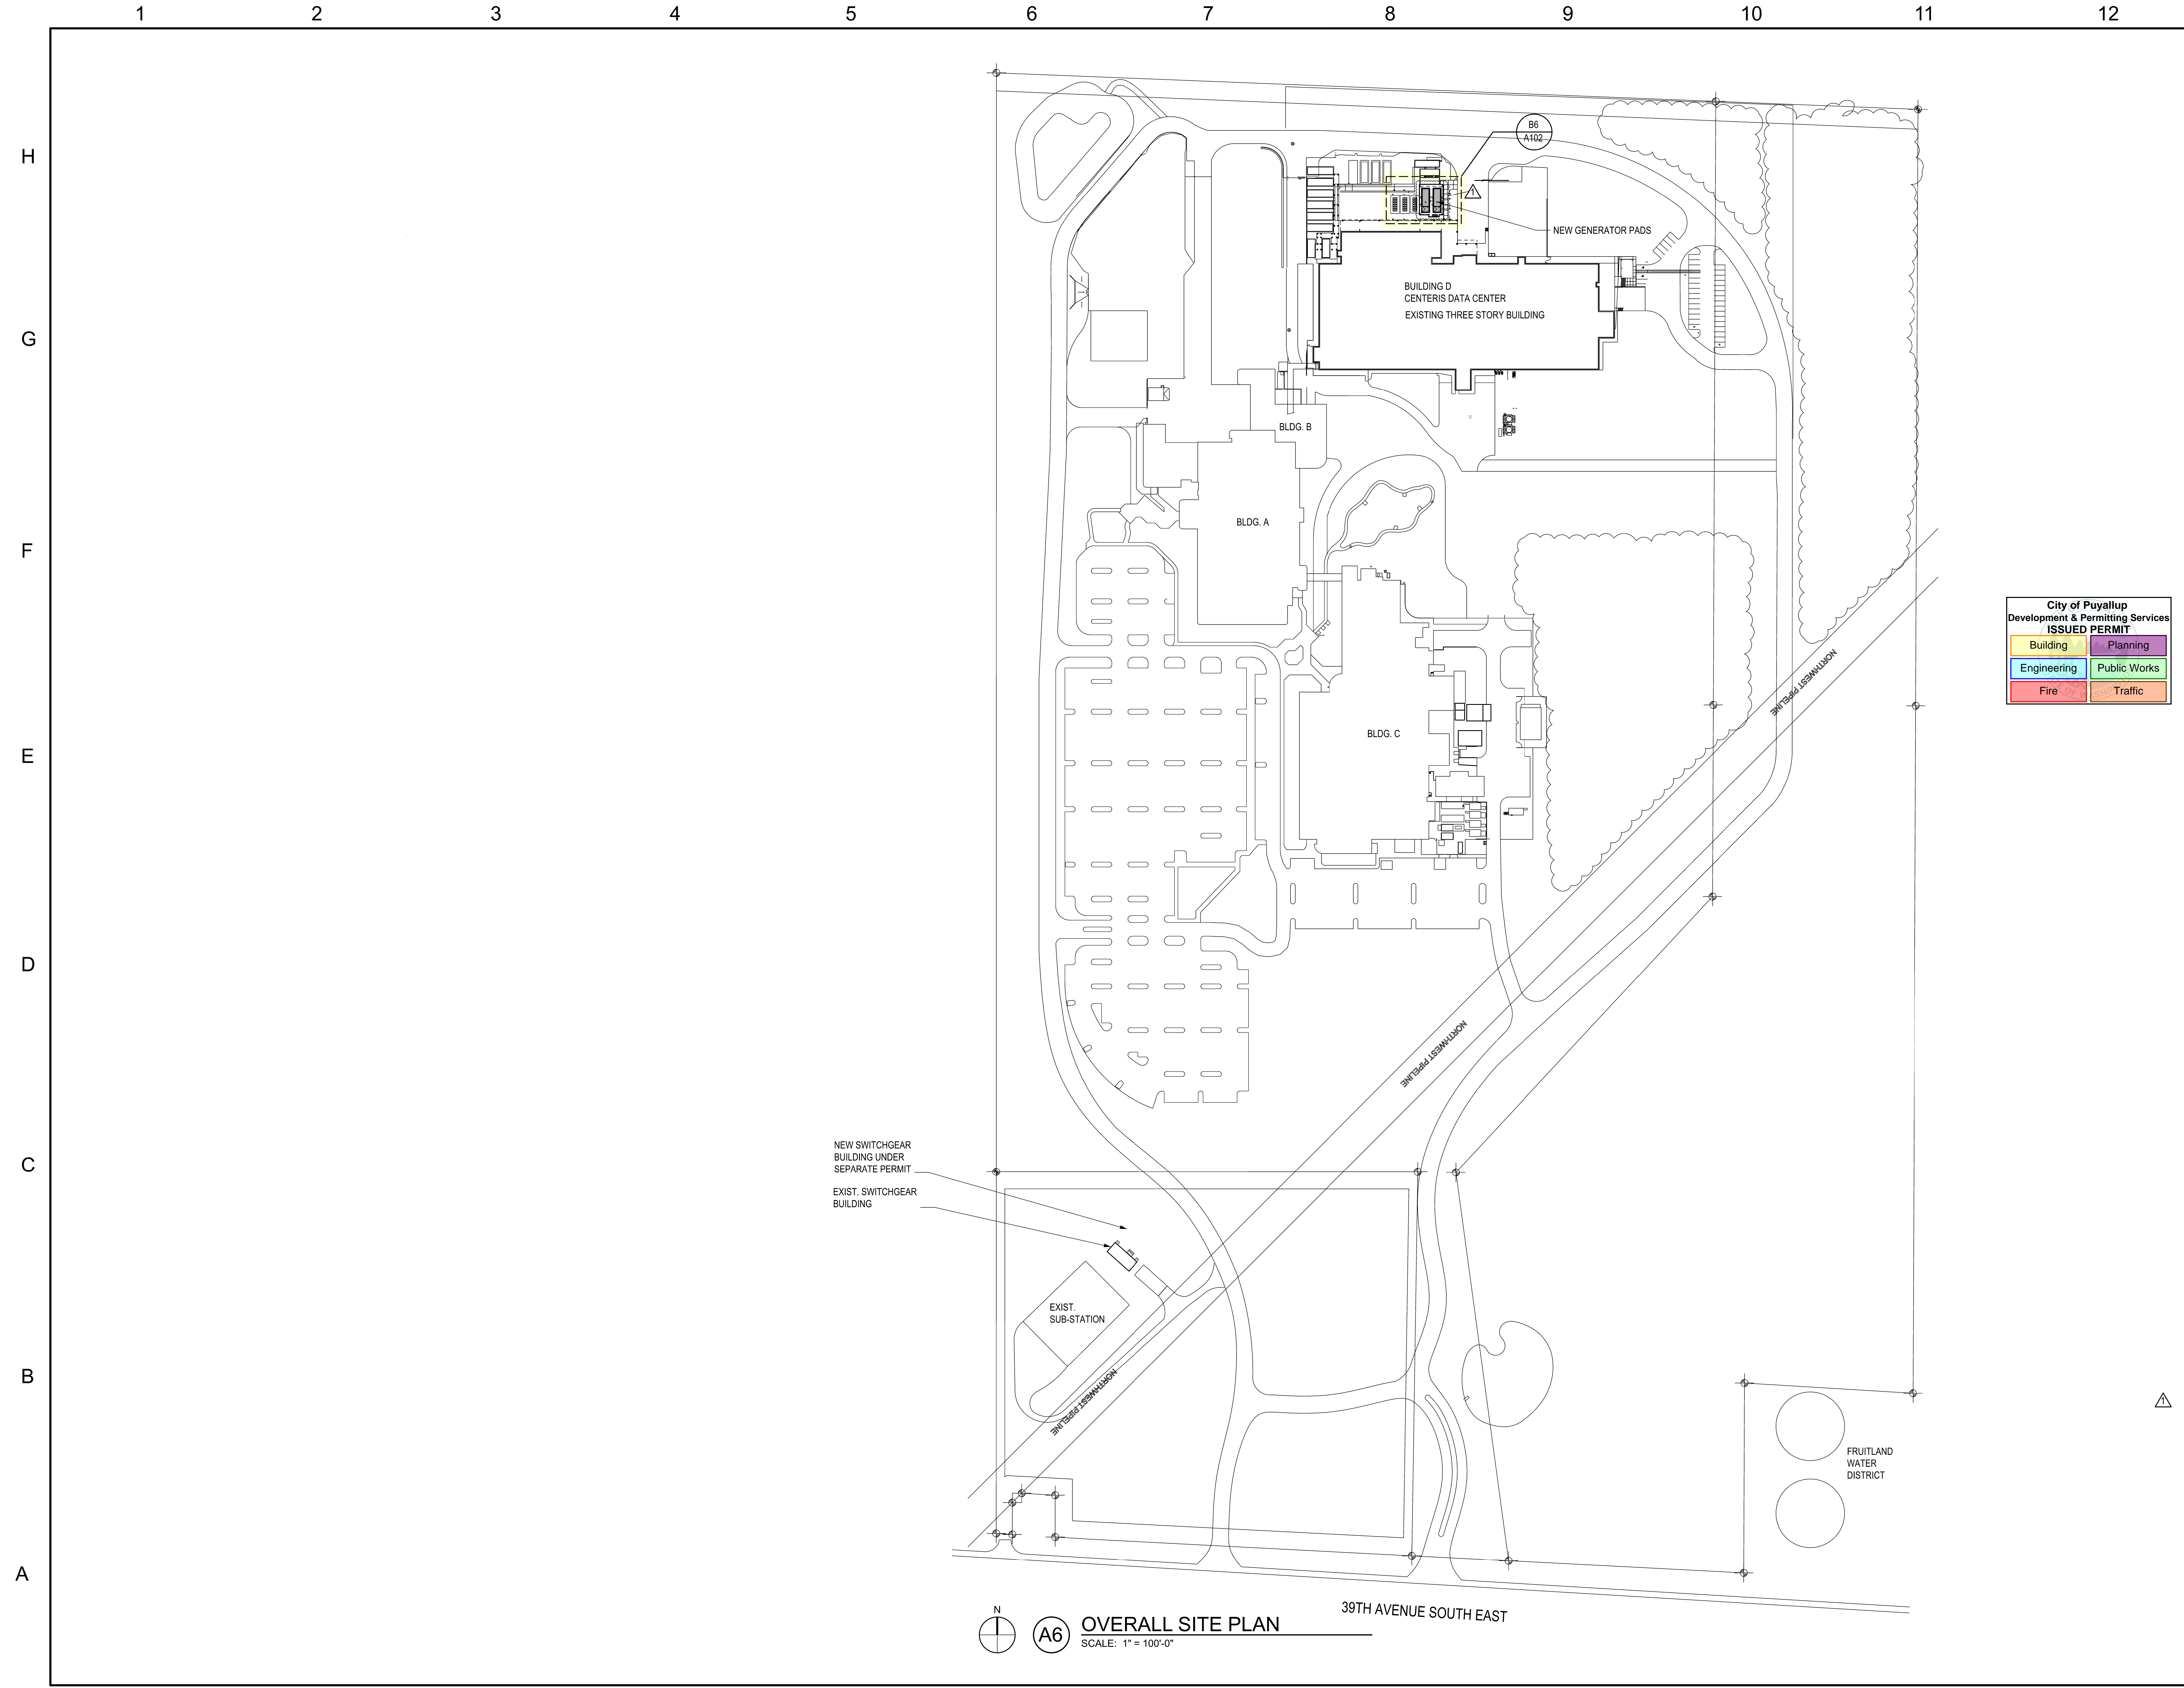 1 2 3 4 5 6 7 8 9 10 11 12
H
B6
A102
1
NEW GENERATOR PADS
BUILDING D
CENTERIS DATA CENTER
EXISTING THREE STORY BUILDING
G
BLDG. B
BLDG. A
F
City of Puyallup
Development & Permitting Services
ISSUED PERMIT
Building Planning
Engineering Public Works
Fire Traffic
NORTHWEST PIPELINE
BLDG. C
E
D
NORTHWEST PIPELINE
NEW SWITCHGEAR
BUILDING UNDER
SEPARATE PERMIT
C
EXIST. SWITCHGEAR
BUILDING
EXIST.
SUB-STATION
B
NORTHWEST PIPELINE
1
FRUITLAND
WATER
DISTRICT
A
39TH AVENUE SOUTH EAST
N
A6
OVERALL SITE PLAN
SCALE: 1" = 100'-0"